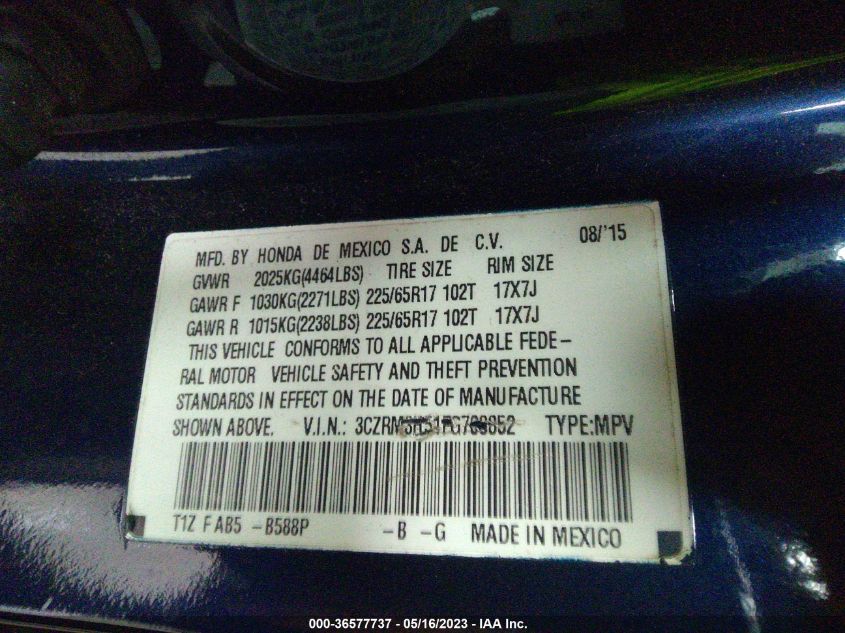 MFD. BY HONDA DE MEXICO S.A. DE C.V. 08/'15
GVWR 2025KG(4464LBS) TIRE SIZE RIM SIZE
GAWR F 1030KG(2271LBS) 225/65R17 102T 17X7J
GAWR R 1015KG(2238LBS) 225/65R17 102T 17X7J
THIS VEHICLE CONFORMS TO ALL APPLICABLE FEDE-
RAL MOTOR VEHICLE SAFETY AND THEFT PREVENTION
STANDARDS IN EFFECT ON THE DATE OF MANUFACTURE
SHOWN ABOVE. V.I.N.: TYPE:MPV
T1Z F AB5 -B588P -B -G MADE IN MEXICO
000-36577737 - 05/16/2023 - IAA Inc.